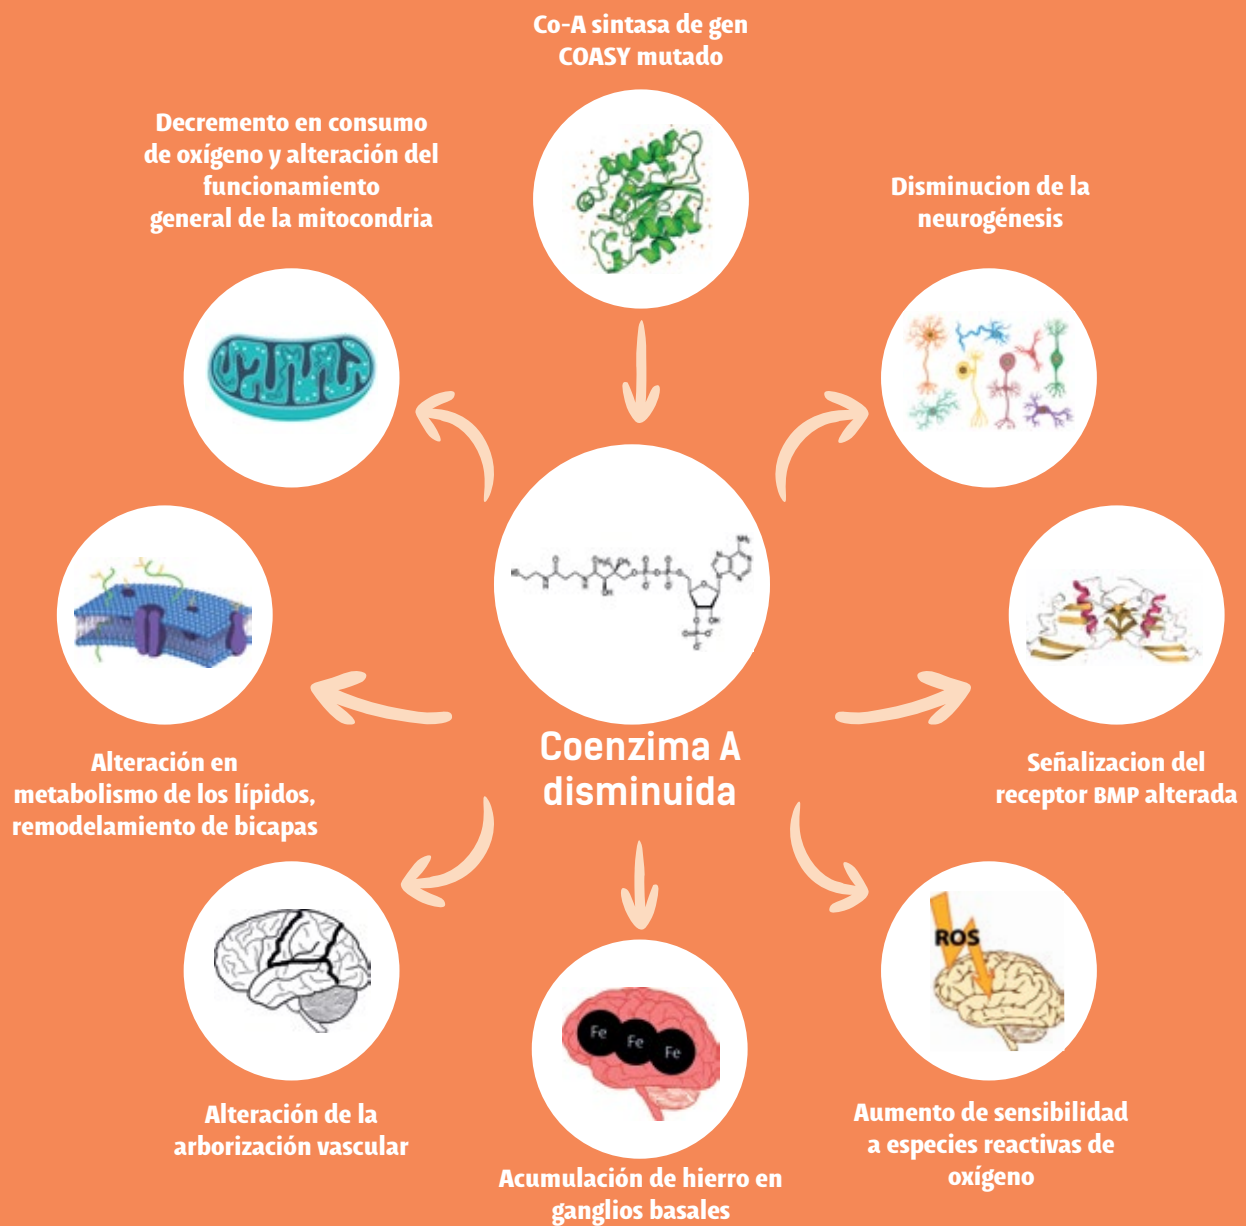 Co-A sintasa de gen
COASY mutado
Decremento en consumo
de oxígeno y alteración del
funcionamiento
general de la mitocondria
Disminucion de la
neurogénesis
Coenzima A
disminuida
Alteración en
metabolismo de los lípidos,
remodelamiento de bicapas
Señalizacion del
receptor BMP alterada
ROS
Fe
Fe
Fe
Alteración de la
arborización vascular
Acumulación de hierro en
ganglios basales
Aumento de sensibilidad
a especies reactivas de
oxígeno